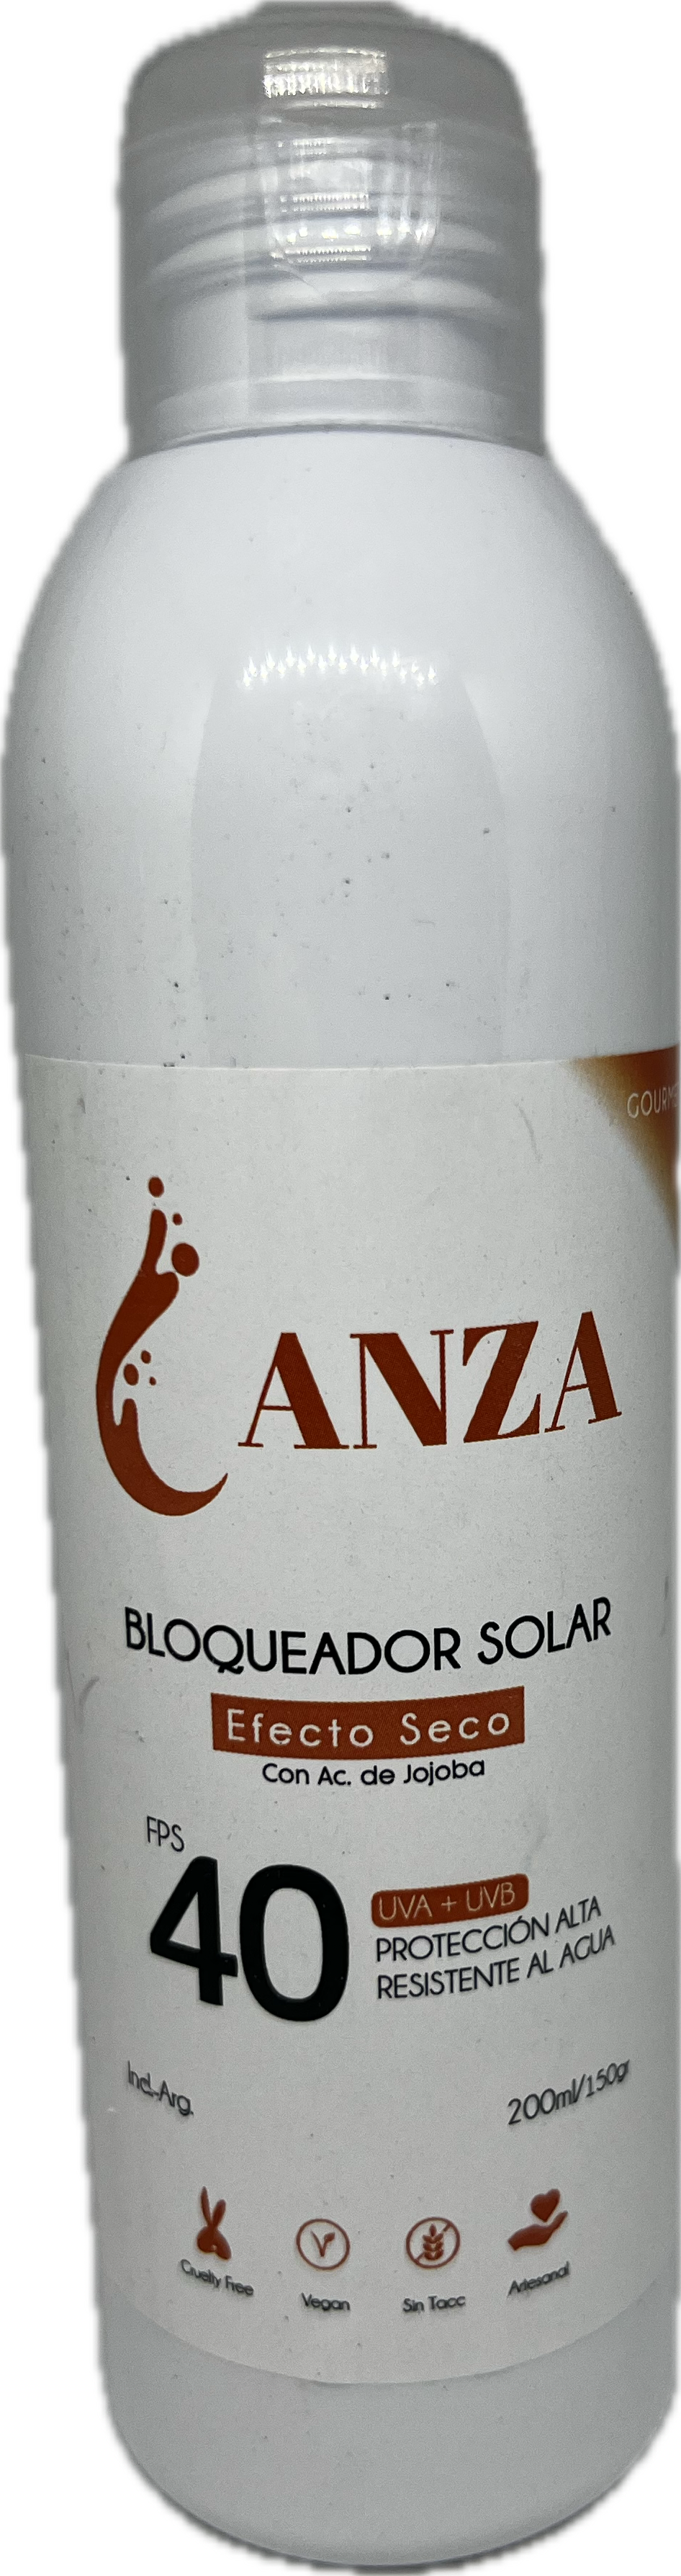 ANZA
BLOQUEADOR SOLAR
Efecto Seco
Con Ac. de Jojoba
FPS
40
UVA + UVB
PROTECCIÓN ALTA
RESISTENTE AL AGUA
Ind.-Arg.
200ml/150gr
Cruelty Free
Vegan
Sin Tacc
Artesanal